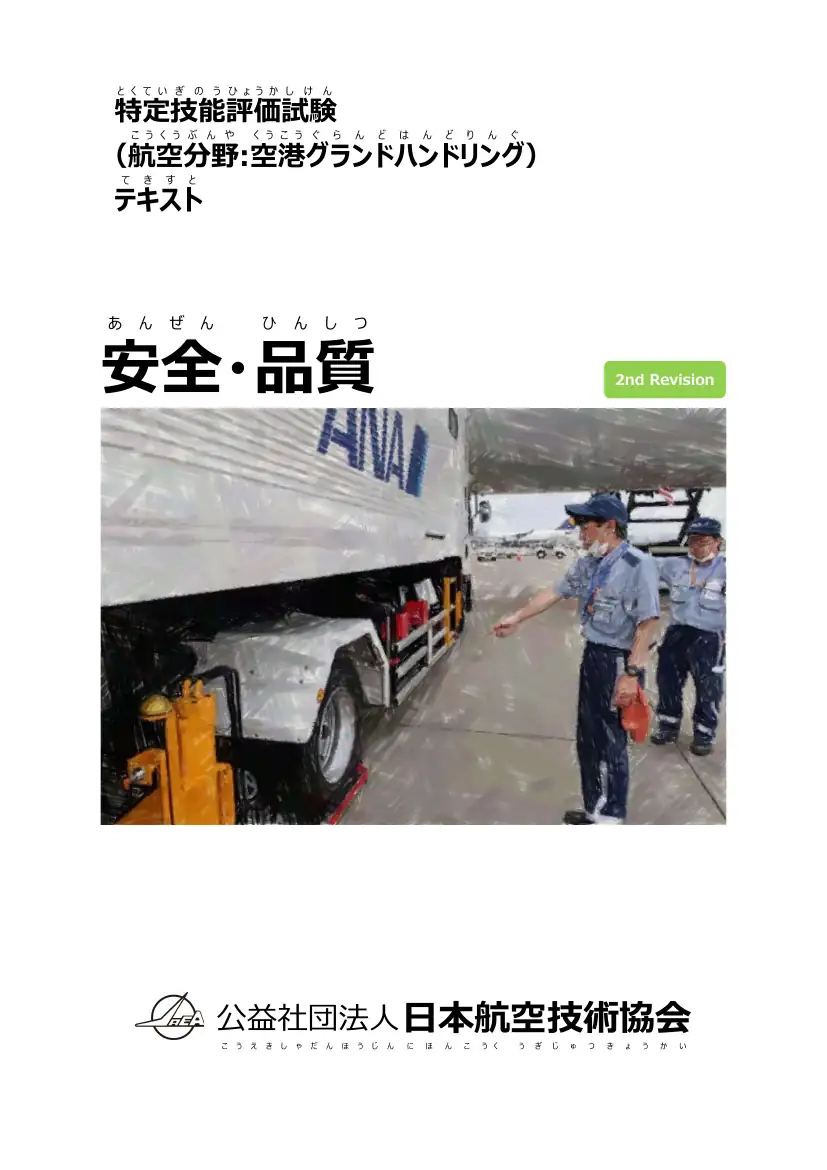 とくていぎのうひょうかしけん
特定技能評価試験
こうくうぶんや くうこうぐらんどはんどりんぐ
(航空分野:空港グランドハンドリング)
てきすと
テキスト
あんぜん ひんしつ
安全・品質
2nd Revision
ANA
JAEA 公益社団法人 日本航空技術協会
こうえきしゃだんほうじん にほんこうくうぎじゅつきょうかい